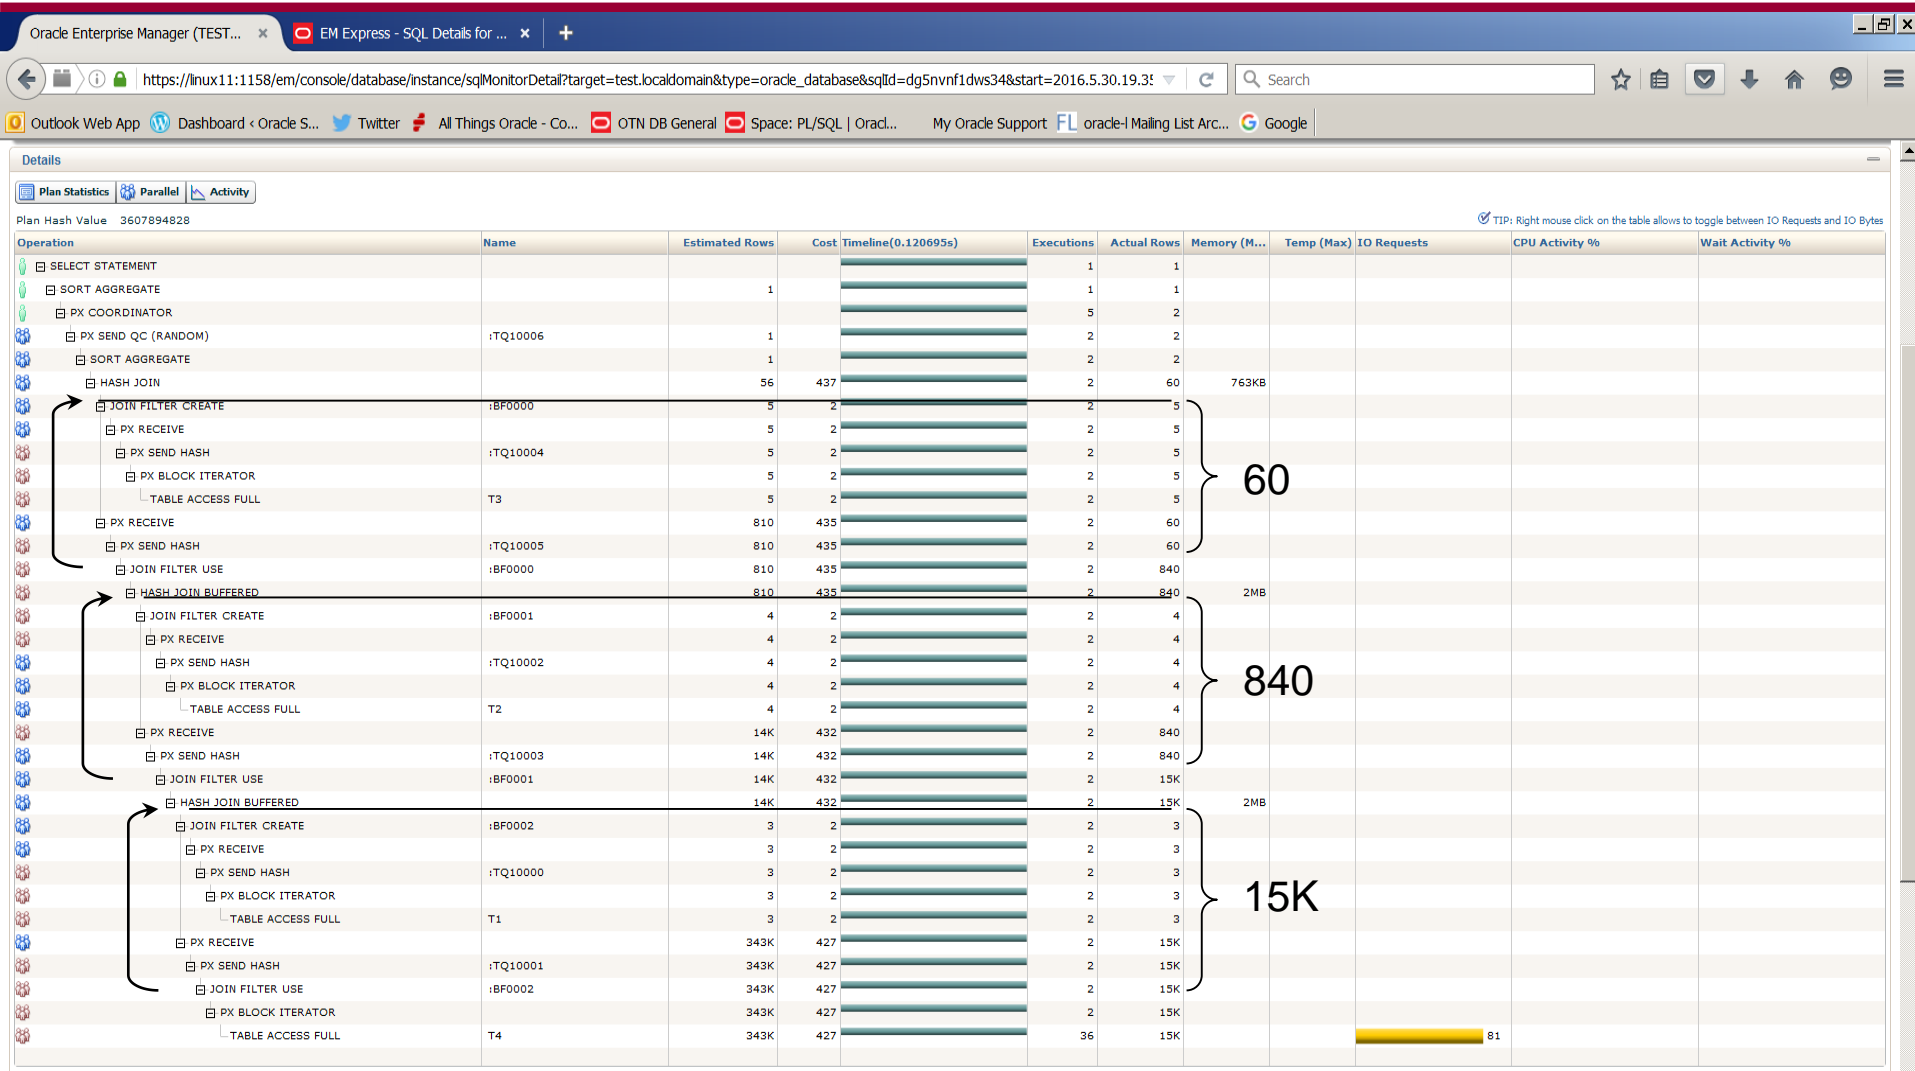 Oracle Enterprise Manager (TEST... × EM Express - SQL Details for ... × +
https://linux11:1158/em/console/database/instance/sqlMonitorDetail?target=test.localdomain&type=oracle_database&sqlId=dg5nvnf1dws34&start=2016.5.30.19.35 Search
Outlook Web App Dashboard ‹ Oracle S... Twitter All Things Oracle - Co... OTN DB General Space: PL/SQL | Oracl... My Oracle Support FL oracle-l Mailing List Arc... Google
Details
Plan Statistics Parallel Activity
Plan Hash Value 3607894828 TIP: Right mouse click on the table allows to toggle between IO Requests and IO Bytes
Operation Name Estimated Rows Cost Timeline(0.120695s) Executions Actual Rows Memory (M... Temp (Max) IO Requests CPU Activity % Wait Activity %
SELECT STATEMENT 1 1
SORT AGGREGATE 1 1 1
PX COORDINATOR 5 2
PX SEND QC (RANDOM) :TQ10006 1 2 2
SORT AGGREGATE 1 2 2
HASH JOIN 56 437 2 60 763KB
JOIN FILTER CREATE :BF0000 5 2 2 5
PX RECEIVE 5 2 2 5
PX SEND HASH :TQ10004 5 2 2 5
PX BLOCK ITERATOR 5 2 2 5
60
TABLE ACCESS FULL T3 5 2 2 5
PX RECEIVE 810 435 2 60
PX SEND HASH :TQ10005 810 435 2 60
JOIN FILTER USE :BF0000 810 435 2 840
HASH JOIN BUFFERED 810 435 2 840 2MB
JOIN FILTER CREATE :BF0001 4 2 2 4
PX RECEIVE 4 2 2 4
PX SEND HASH :TQ10002 4 2 2 4
840
PX BLOCK ITERATOR 4 2 2 4
TABLE ACCESS FULL T2 4 2 2 4
PX RECEIVE 14K 432 2 840
PX SEND HASH :TQ10003 14K 432 2 840
JOIN FILTER USE :BF0001 14K 432 2 15K
HASH JOIN BUFFERED 14K 432 2 15K 2MB
JOIN FILTER CREATE :BF0002 3 2 2 3
PX RECEIVE 3 2 2 3
PX SEND HASH :TQ10000 3 2 2 3
PX BLOCK ITERATOR 3 2 2 3
15K
TABLE ACCESS FULL T1 3 2 2 3
PX RECEIVE 343K 427 2 15K
PX SEND HASH :TQ10001 343K 427 2 15K
JOIN FILTER USE :BF0002 343K 427 2 15K
PX BLOCK ITERATOR 343K 427 2 15K
TABLE ACCESS FULL T4 343K 427 36 15K 81